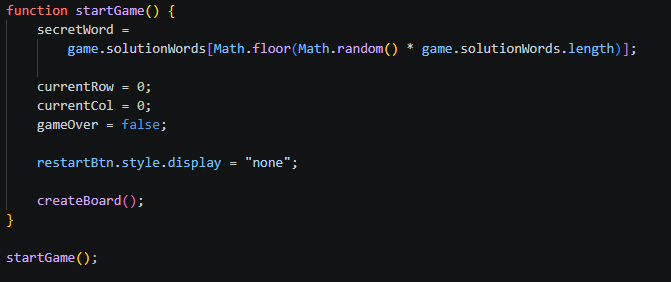 function startGame() {
    secretWord =
        game.solutionWords[Math.floor(Math.random() * game.solutionWords.length)];

    currentRow = 0;
    currentCol = 0;
    gameOver = false;

    restartBtn.style.display = "none";

    createBoard();
}

startGame();